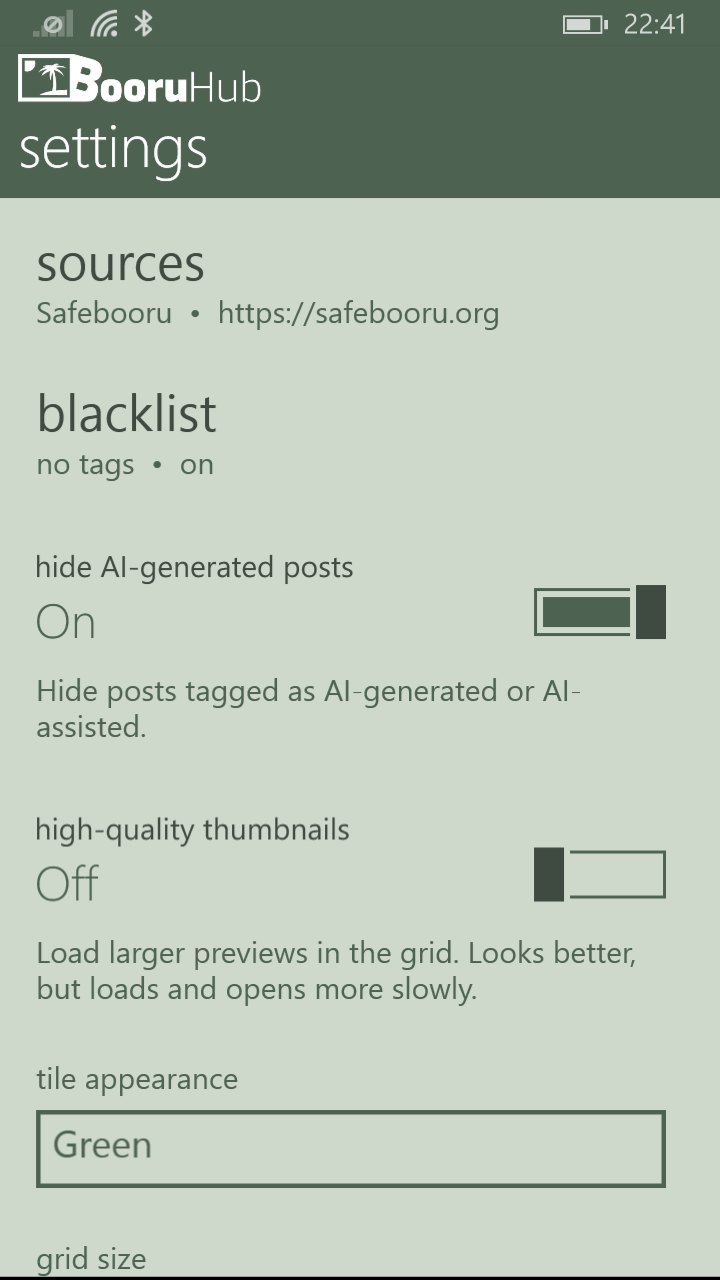 22:41
BooruHub
settings
sources
Safebooru • https://safebooru.org
blacklist
no tags • on
hide AI-generated posts
On
Hide posts tagged as AI-generated or AI-
assisted.
high-quality thumbnails
Off
Load larger previews in the grid. Looks better,
but loads and opens more slowly.
tile appearance
Green
grid size